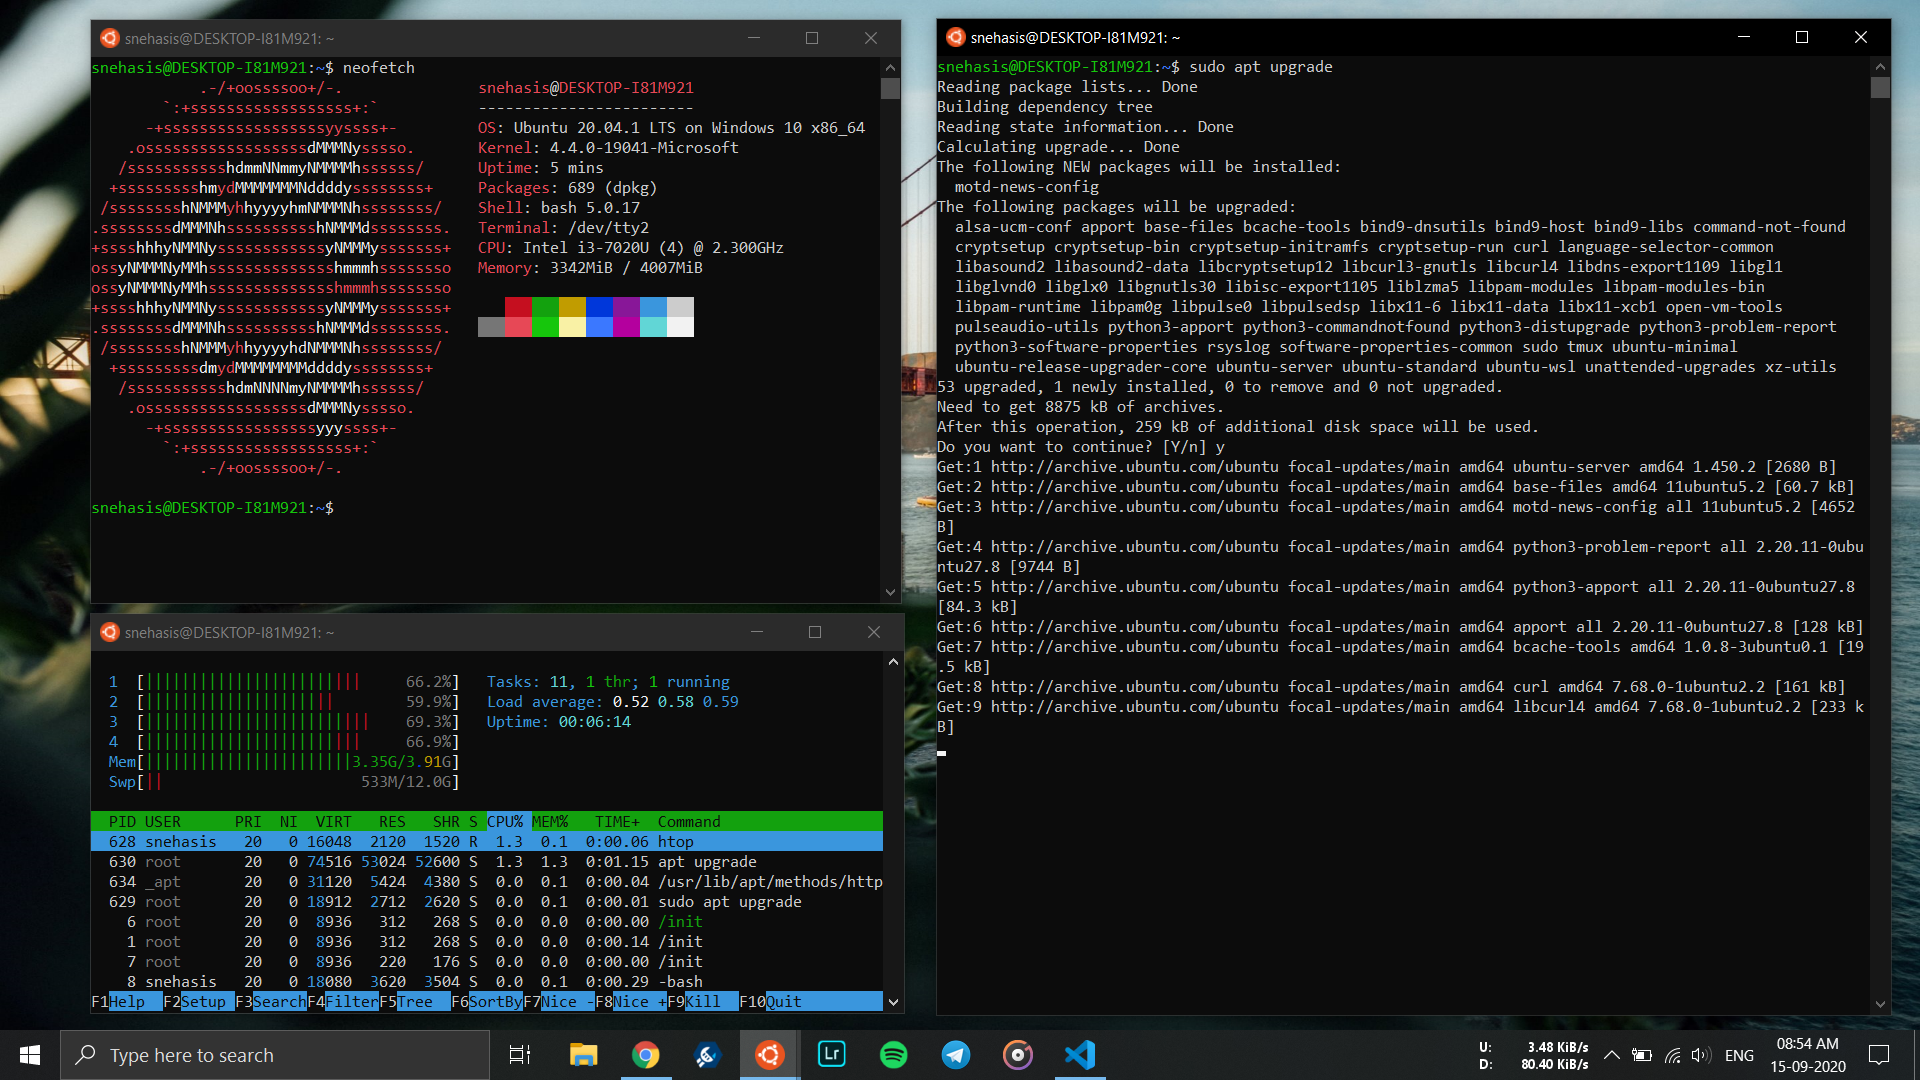 snehasis@DESKTOP-I81M921: ~
snehasis@DESKTOP-I81M921:~$ neofetch
.-/+oossssoo+/-.
`:+ssssssssssssssssss+:`
-+ssssssssssssssssssyyssss+-
.ossssssssssssssssssdMMMNysssso.
/ssssssssssshdmmNNmmyNMMMMhssssss/
+ssssssssshmydMMMMMMMNddddyssssssss+
/sssssssshNMMMyhhyyyyhmNMMMNhssssssss/
.ssssssssdMMMNhsssssssssshNMMMdssssssss.
+sssshhhyNMMNyssssssssssssyNMMMysssssss+
ossyNMMMNyMMhsssssssssssssshmmmhssssssso
ossyNMMMNyMMhsssssssssssssshmmmhssssssso
+sssshhhyNMMNyssssssssssssyNMMMysssssss+
.ssssssssdMMMNhsssssssssshNMMMdssssssss.
/sssssssshNMMMyhhyyyyhdNMMMNhssssssss/
+sssssssssdmydMMMMMMMMddddyssssssss+
/ssssssssssshdmNNNNmyNMMMMhssssss/
.ossssssssssssssssssdMMMNysssso.
-+sssssssssssssssssyyyssss+-
`:+ssssssssssssssssss+:`
.-/+oossssoo+/-.
snehasis@DESKTOP-I81M921
------------------------
OS: Ubuntu 20.04.1 LTS on Windows 10 x86_64
Kernel: 4.4.0-19041-Microsoft
Uptime: 5 mins
Packages: 689 (dpkg)
Shell: bash 5.0.17
Terminal: /dev/tty2
CPU: Intel i3-7020U (4) @ 2.300GHz
Memory: 3342MiB / 4007MiB
snehasis@DESKTOP-I81M921:~$
snehasis@DESKTOP-I81M921: ~
1 [||||||||||||||||||||||||     66.2%]
2 [|||||||||||||||||||||        59.9%]
3 [|||||||||||||||||||||||||    69.3%]
4 [||||||||||||||||||||||||     66.9%]
Mem[|||||||||||||||||||||||3.35G/3.91G]
Swp[||                      533M/12.0G]
Tasks: 11, 1 thr; 1 running
Load average: 0.52 0.58 0.59
Uptime: 00:06:14
PID USER PRI NI VIRT RES SHR S CPU% MEM% TIME+ Command
628 snehasis 20 0 16048 2120 1520 R 1.3 0.1 0:00.06 htop
630 root 20 0 74516 53024 52600 S 1.3 1.3 0:01.15 apt upgrade
634 _apt 20 0 31120 5424 4380 S 0.0 0.1 0:00.04 /usr/lib/apt/methods/http
629 root 20 0 18912 2712 2620 S 0.0 0.1 0:00.01 sudo apt upgrade
6 root 20 0 8936 312 268 S 0.0 0.0 0:00.00 /init
1 root 20 0 8936 312 268 S 0.0 0.0 0:00.14 /init
7 root 20 0 8936 220 176 S 0.0 0.0 0:00.00 /init
8 snehasis 20 0 18080 3620 3504 S 0.0 0.1 0:00.29 -bash
F1Help F2Setup F3SearchF4FilterF5Tree F6SortByF7Nice -F8Nice +F9Kill F10Quit
snehasis@DESKTOP-I81M921: ~
snehasis@DESKTOP-I81M921:~$ sudo apt upgrade
Reading package lists... Done
Building dependency tree
Reading state information... Done
Calculating upgrade... Done
The following NEW packages will be installed:
motd-news-config
The following packages will be upgraded:
alsa-ucm-conf apport base-files bcache-tools bind9-dnsutils bind9-host bind9-libs command-not-found
cryptsetup cryptsetup-bin cryptsetup-initramfs cryptsetup-run curl language-selector-common
libasound2 libasound2-data libcryptsetup12 libcurl3-gnutls libcurl4 libdns-export1109 libgl1
libglvnd0 libglx0 libgnutls30 libisc-export1105 liblzma5 libpam-modules libpam-modules-bin
libpam-runtime libpam0g libpulse0 libpulsedsp libx11-6 libx11-data libx11-xcb1 open-vm-tools
pulseaudio-utils python3-apport python3-commandnotfound python3-distupgrade python3-problem-report
python3-software-properties rsyslog software-properties-common sudo tmux ubuntu-minimal
ubuntu-release-upgrader-core ubuntu-server ubuntu-standard ubuntu-wsl unattended-upgrades xz-utils
53 upgraded, 1 newly installed, 0 to remove and 0 not upgraded.
Need to get 8875 kB of archives.
After this operation, 259 kB of additional disk space will be used.
Do you want to continue? [Y/n] y
Get:1 http://archive.ubuntu.com/ubuntu focal-updates/main amd64 ubuntu-server amd64 1.450.2 [2680 B]
Get:2 http://archive.ubuntu.com/ubuntu focal-updates/main amd64 base-files amd64 11ubuntu5.2 [60.7 kB]
Get:3 http://archive.ubuntu.com/ubuntu focal-updates/main amd64 motd-news-config all 11ubuntu5.2 [4652
B]
Get:4 http://archive.ubuntu.com/ubuntu focal-updates/main amd64 python3-problem-report all 2.20.11-0ubu
ntu27.8 [9744 B]
Get:5 http://archive.ubuntu.com/ubuntu focal-updates/main amd64 python3-apport all 2.20.11-0ubuntu27.8
[84.3 kB]
Get:6 http://archive.ubuntu.com/ubuntu focal-updates/main amd64 apport all 2.20.11-0ubuntu27.8 [128 kB]
Get:7 http://archive.ubuntu.com/ubuntu focal-updates/main amd64 bcache-tools amd64 1.0.8-3ubuntu0.1 [19
.5 kB]
Get:8 http://archive.ubuntu.com/ubuntu focal-updates/main amd64 curl amd64 7.68.0-1ubuntu2.2 [161 kB]
Get:9 http://archive.ubuntu.com/ubuntu focal-updates/main amd64 libcurl4 amd64 7.68.0-1ubuntu2.2 [233 k
B]
Type here to search
Lr
U: 3.48 KiB/s
D: 80.40 KiB/s
ENG
08:54 AM
15-09-2020